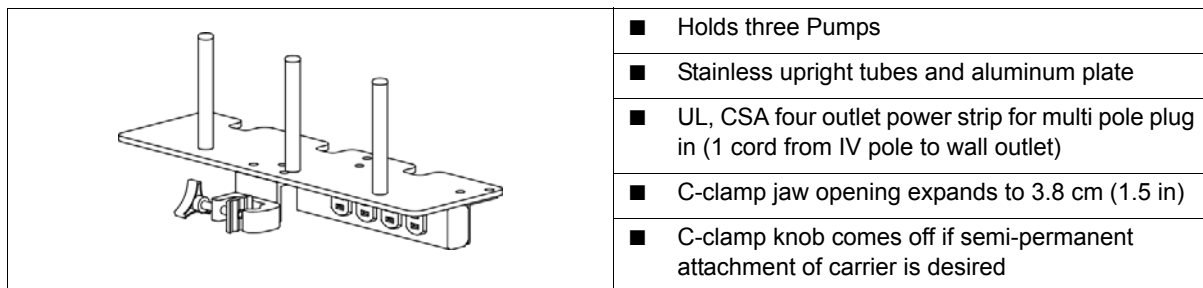 ■ Holds three Pumps
■ Stainless upright tubes and aluminum plate
■ UL, CSA four outlet power strip for multi pole plug
in (1 cord from IV pole to wall outlet)
■ C-clamp jaw opening expands to 3.8 cm (1.5 in)
■ C-clamp knob comes off if semi-permanent
attachment of carrier is desired